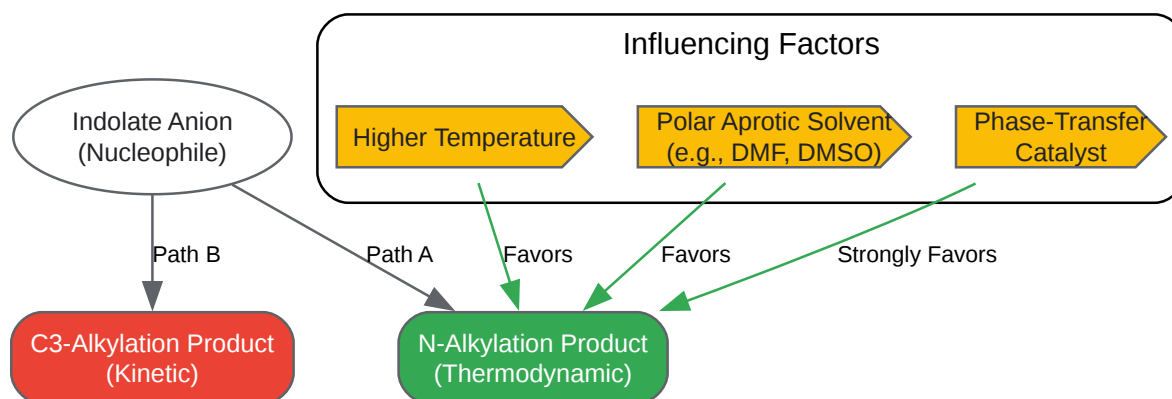 Influencing Factors
Indolate Anion
(Nucleophile)
Higher Temperature
Polar Aprotic Solvent
(e.g., DMF, DMSO)
Phase-Transfer
Catalyst
Path B
Path A
Favors
Favors
Strongly Favors
C3-Alkylation Product
(Kinetic)
N-Alkylation Product
(Thermodynamic)